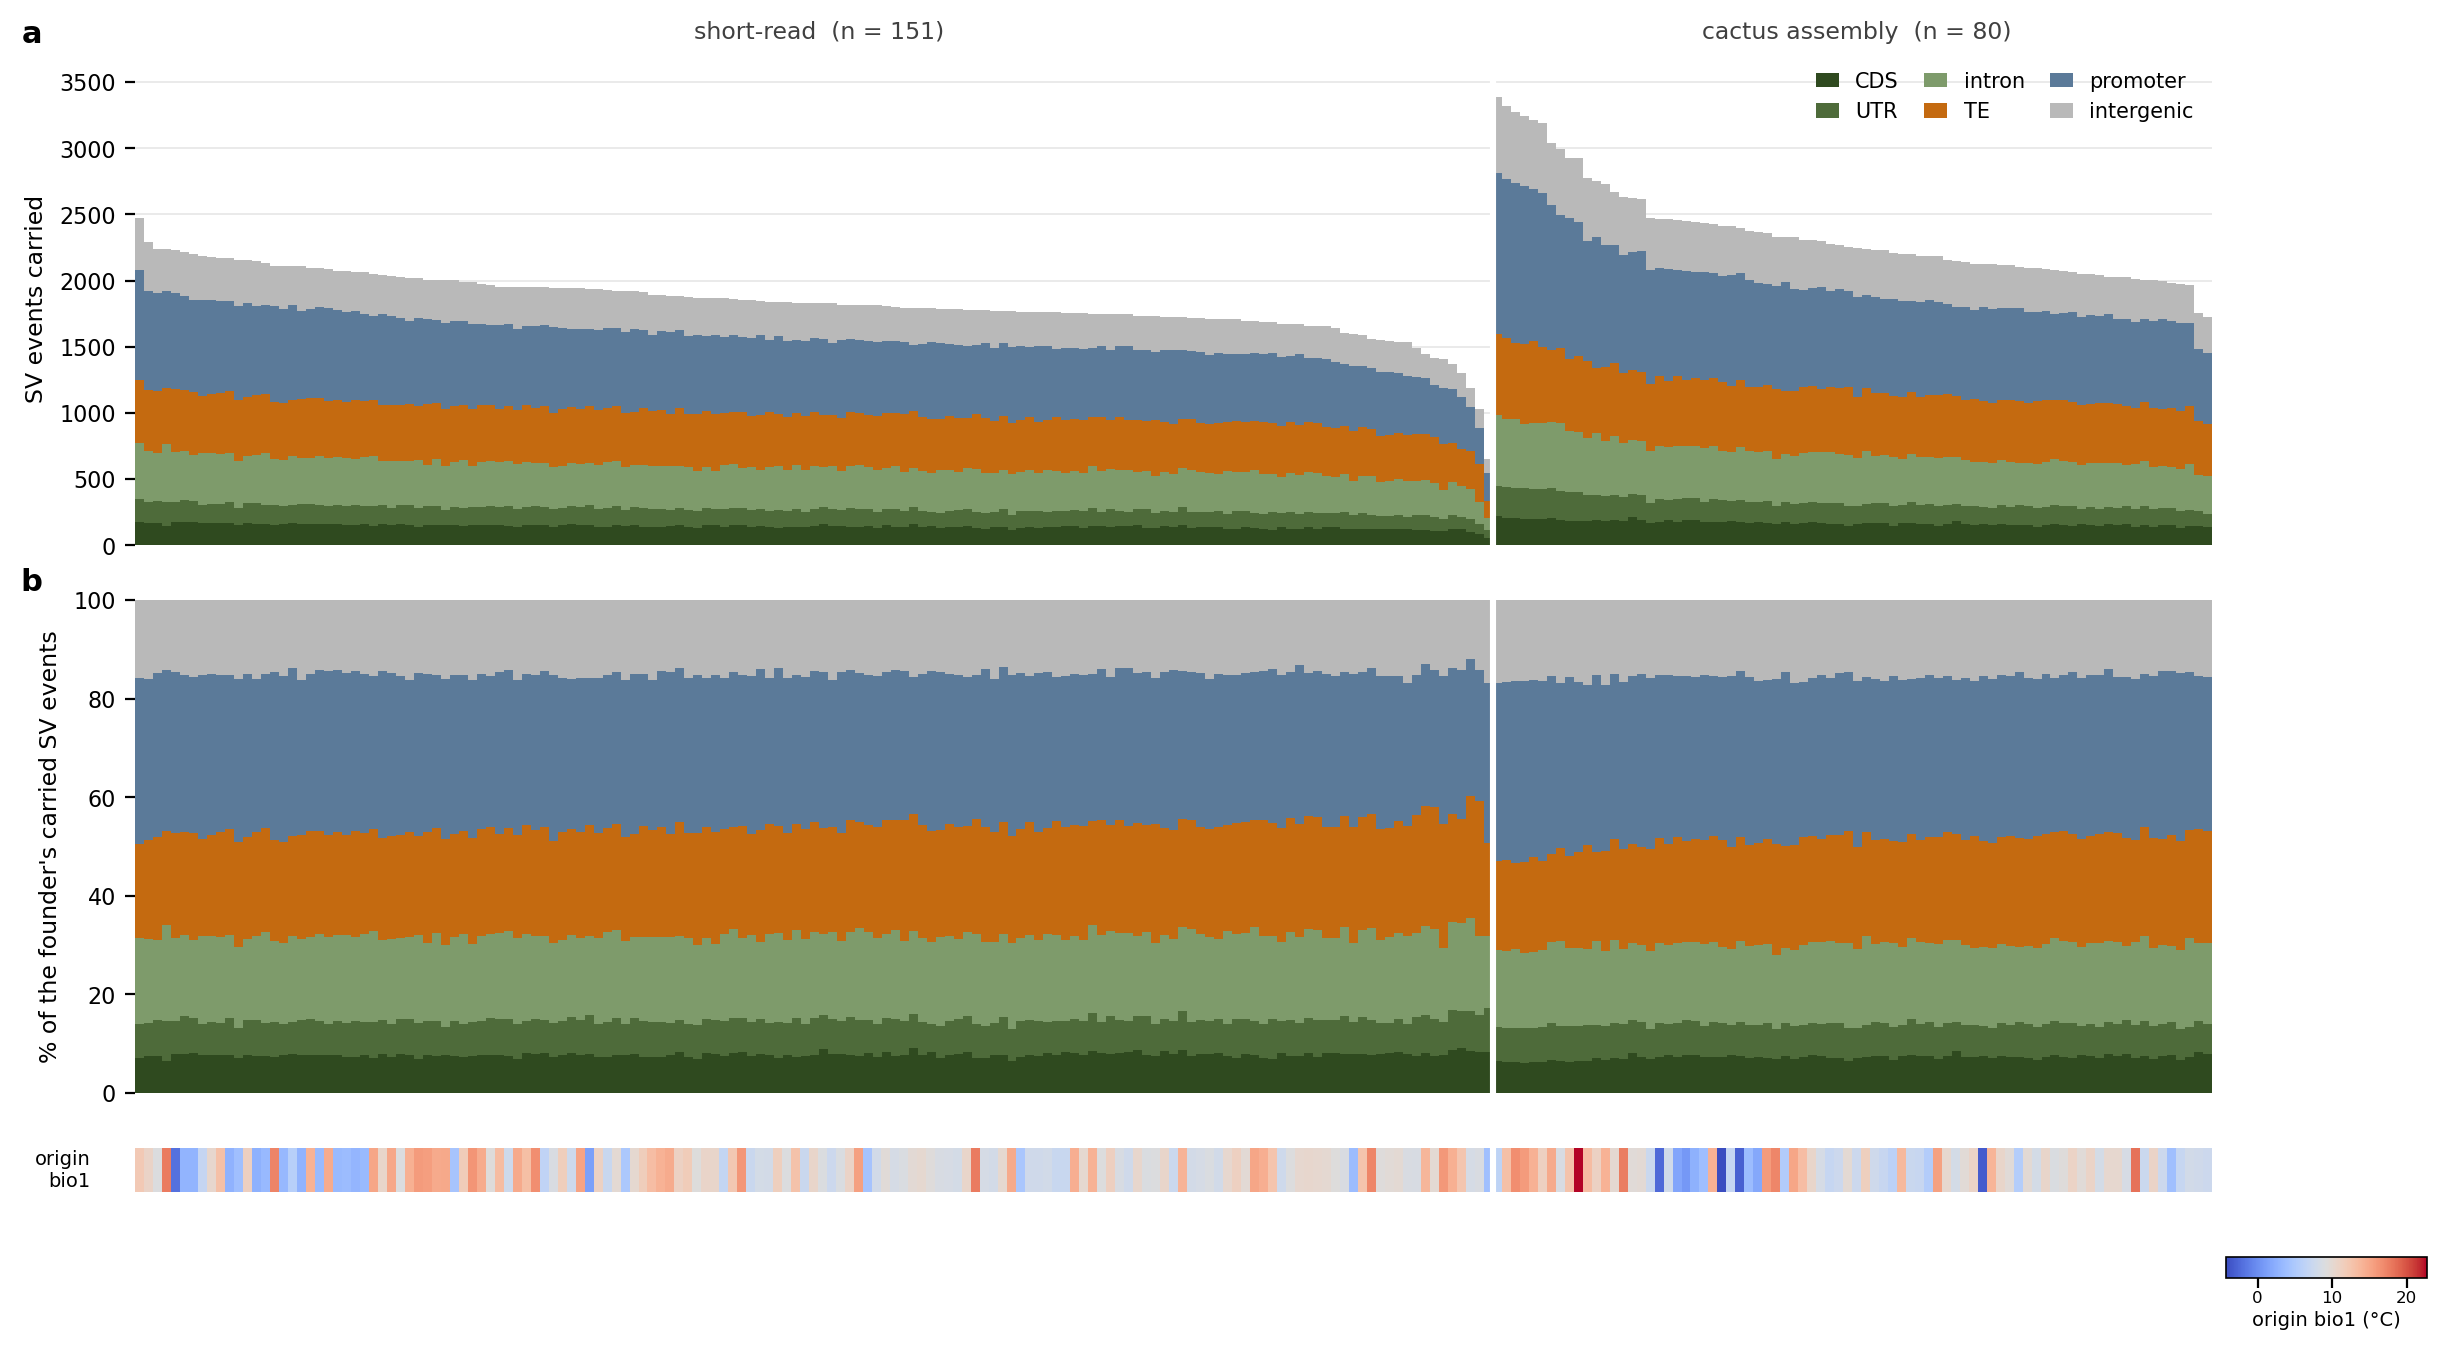 a
short-read (n = 151)
cactus assembly (n = 80)
SV events carried
3500
3000
2500
2000
1500
1000
500
0
CDS
intron
promoter
UTR
TE
intergenic
b
% of the founder's carried SV events
100
80
60
40
20
0
origin
bio1
0 10 20
origin bio1 (°C)